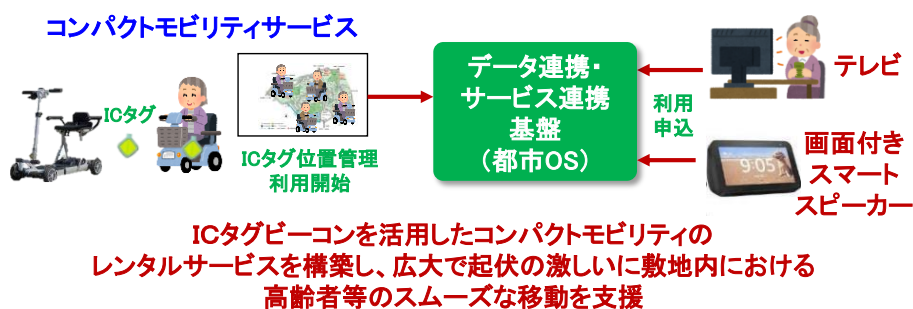 コンパクトモビリティサービス
ICタグ
ICタグ位置管理
利用開始
データ連携・
サービス連携
基盤
（都市OS）
利用
申込
テレビ
9:05
画面付き
スマート
スピーカー
ICタグビーコンを活用したコンパクトモビリティの
レンタルサービスを構築し、広大で起伏の激しいに敷地内における
高齢者等のスムーズな移動を支援